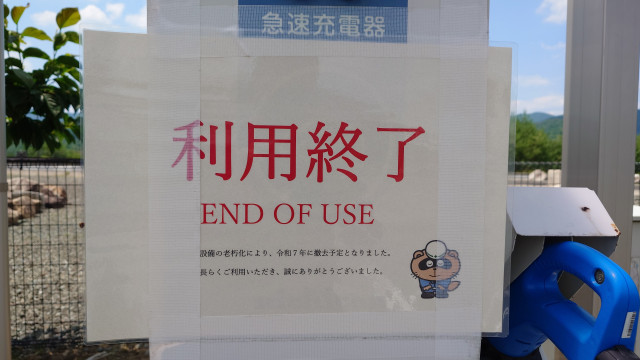 急速充電器
利用終了
END OF USE
設備の老朽化により、令和7年に撤去予定となりました。
長らくご利用いただき、誠にありがとうございました。